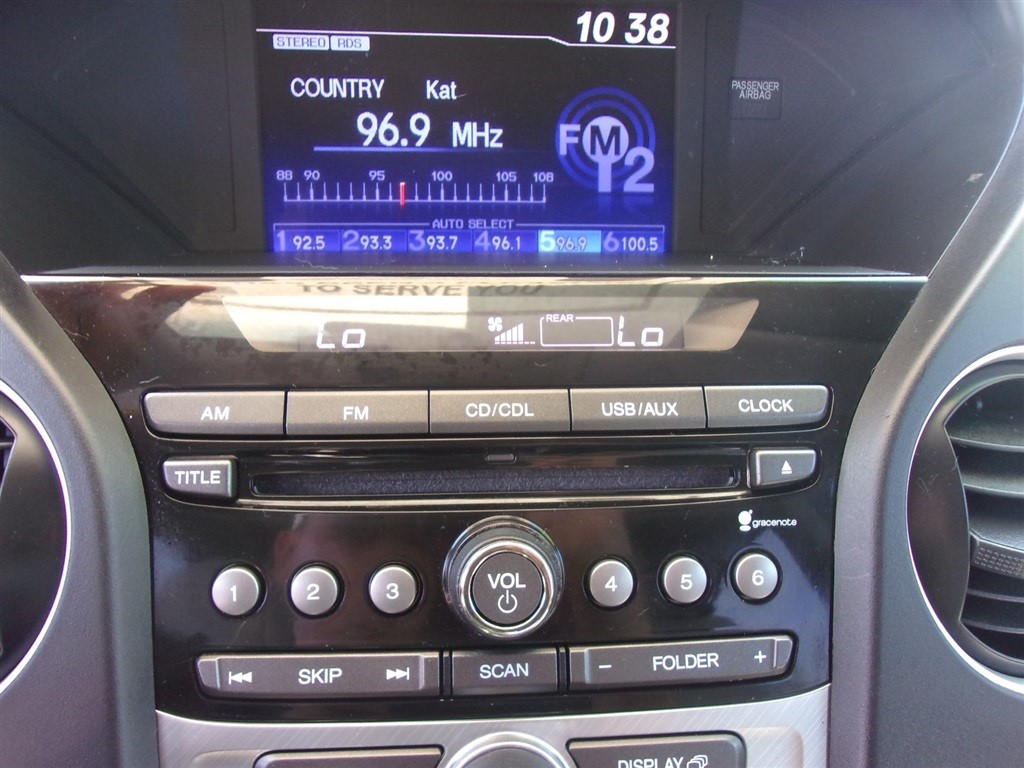 10 38
STEREO RDS
COUNTRY Kat
96.9 MHz
FM2
88 90 95 100 105 108
AUTO SELECT
1 92.5 2 93.3 3 93.7 4 96.1 5 96.9 6 100.5
PASSENGER
AIRBAG
TO SERVE YOU
Lo REAR Lo
AM FM CD/CDL USB/AUX CLOCK
TITLE
gracenote
1 2 3 VOL 4 5 6
SKIP SCAN - FOLDER +
DISPLAY